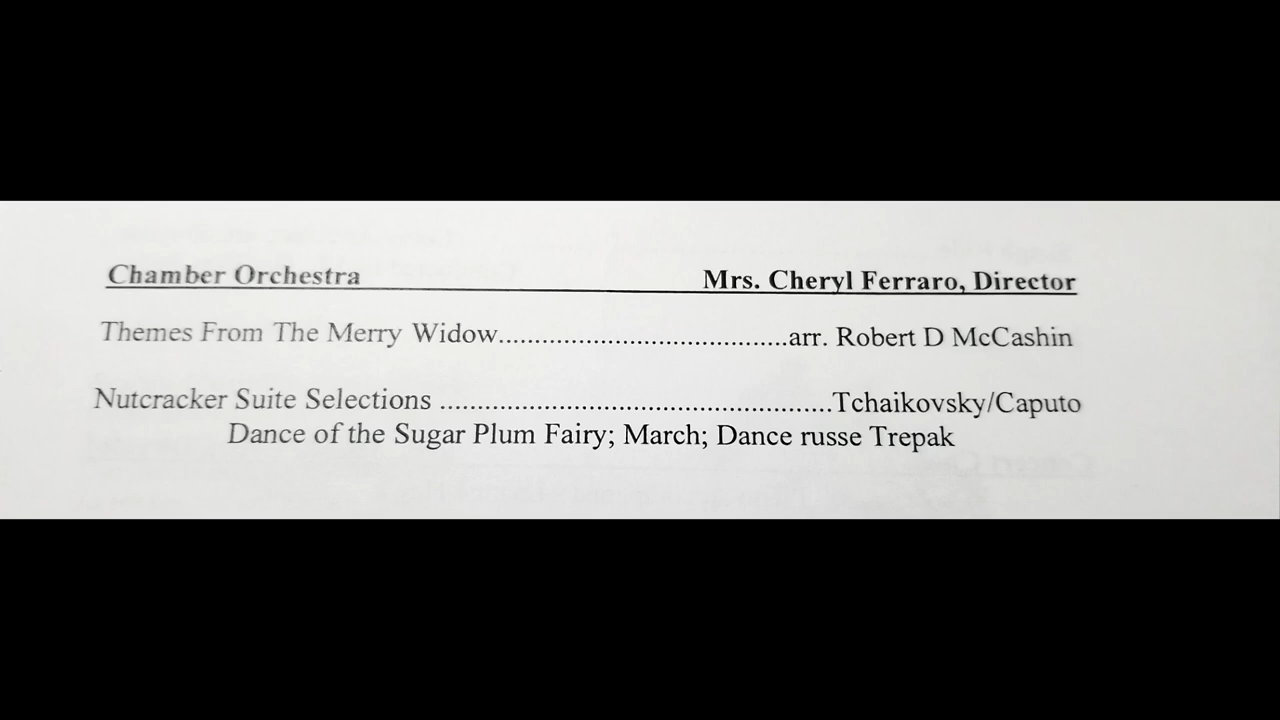 Chamber Orchestra Mrs. Cheryl Ferraro, Director
Themes From The Merry Widow........................................arr. Robert D McCashin
Nutcracker Suite Selections ....................................................Tchaikovsky/Caputo
Dance of the Sugar Plum Fairy; March; Dance russe Trepak